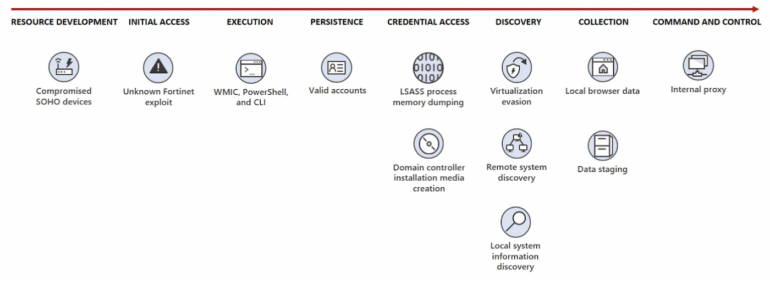 RESOURCE DEVELOPMENT INITIAL ACCESS EXECUTION PERSISTENCE CREDENTIAL ACCESS DISCOVERY COLLECTION COMMAND AND CONTROL
Compromised
SOHO devices
Unknown Fortinet
exploit
WMIC, PowerShell,
and CLI
Valid accounts
LSASS process
memory dumping
Domain controller
installation media
creation
Virtualization
evasion
Remote system
discovery
Local system
information
discovery
Local browser data
Data staging
Internal proxy